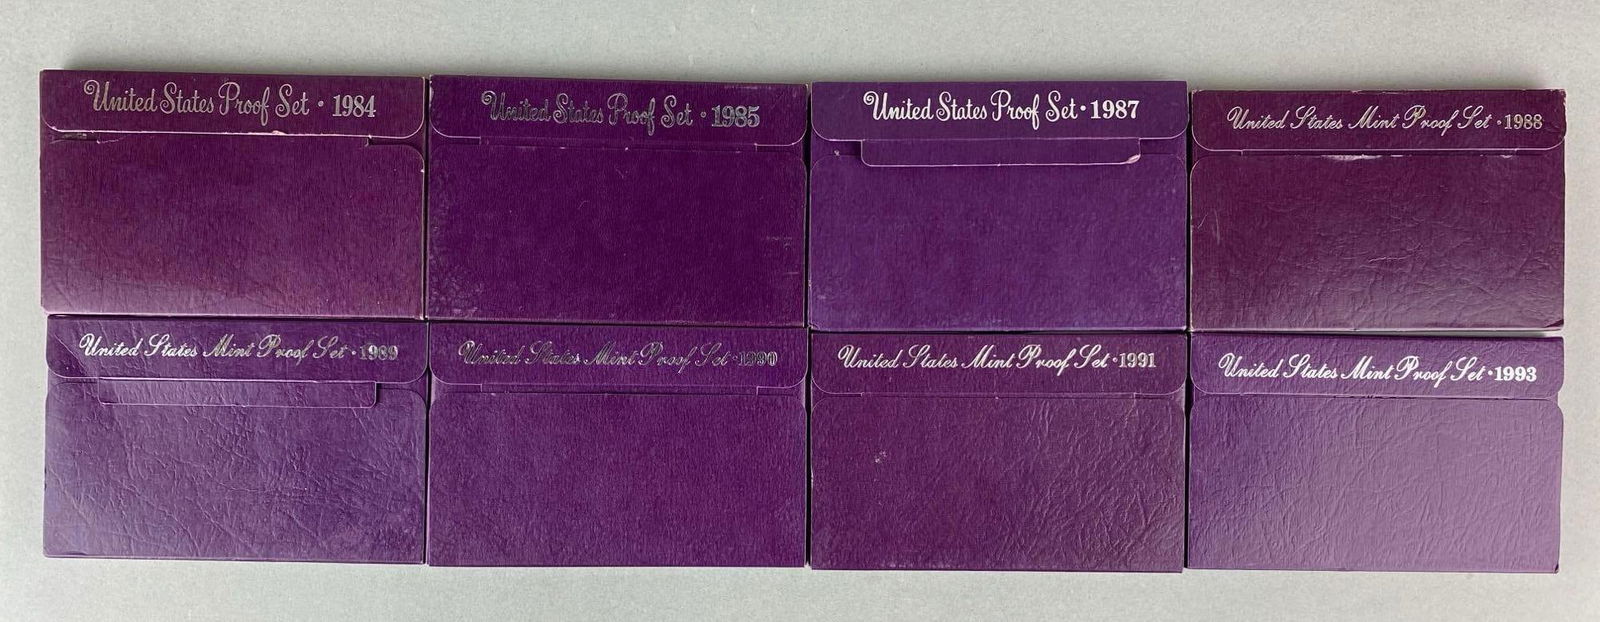 United States Proof Set · 1984
United States Proof Set · 1985
United States Proof Set · 1987
United States Mint Proof Set · 1988
United States Mint Proof Set · 1989
United States Mint Proof Set · 1990
United States Mint Proof Set · 1991
United States Mint Proof Set · 1993